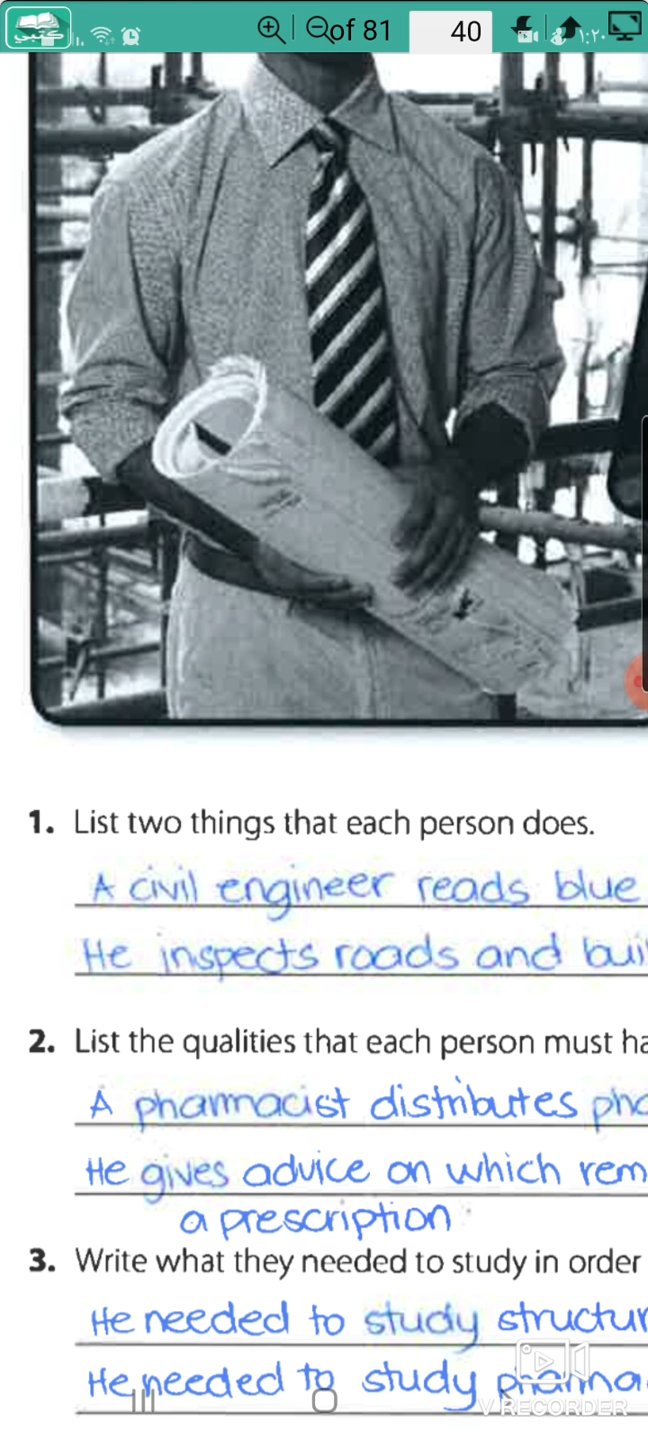 كتبي
of 81
40
١:٢٠
1. List two things that each person does.
A civil engineer reads blue
He inspects roads and bui
2. List the qualities that each person must ha
A pharmacist distributes pha
He gives advice on which rem
a prescription
3. Write what they needed to study in order
He needed to study structur
He needed to study pharma
V RECORDER